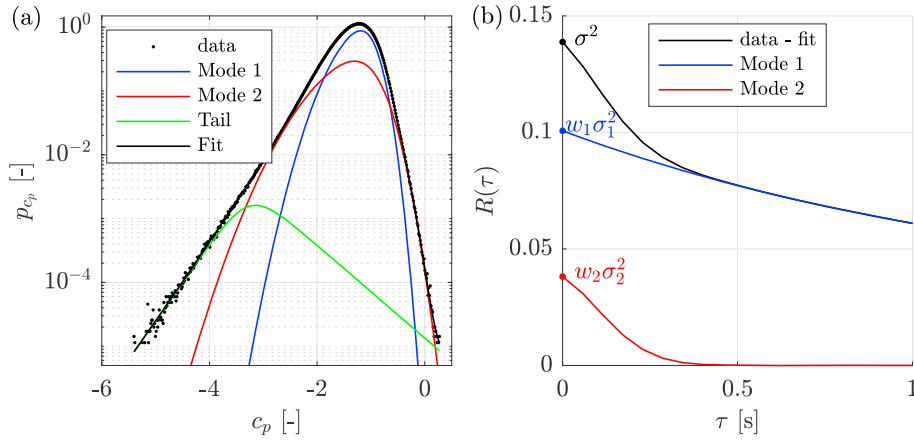 (a)
10^0
10^{-2}
10^{-4}
p_{c_p} [-]
data
Mode 1
Mode 2
Tail
Fit
-6
-4
-2
0
c_p [-]
(b)
0.15
0.1
0.05
0
R(τ)
σ^2
w_1σ_1^2
w_2σ_2^2
data - fit
Mode 1
Mode 2
0
0.5
1
τ [s]